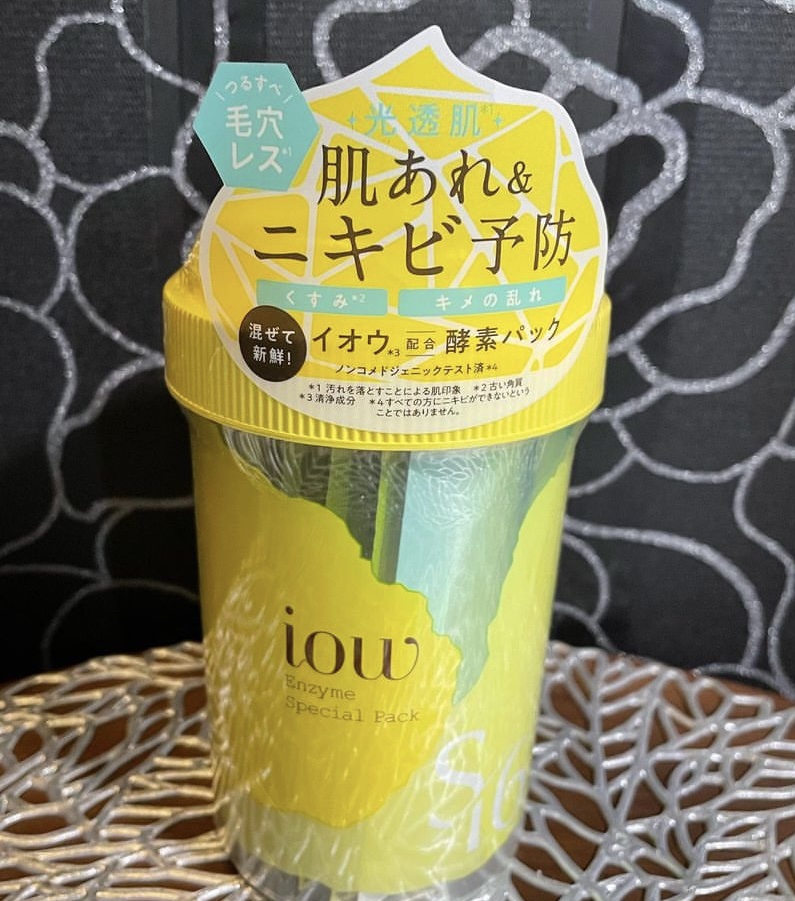 つるすべ
毛穴
レス*1
光透肌*1
肌あれ&
ニキビ予防
くすみ*2 キメの乱れ
混ぜて
新鮮!
イオウ*3 配合 酵素パック
ノンコメドジェニックテスト済*4
*1 汚れを落とすことによる肌印象 *2 古い角質
*3 清浄成分 *4 すべての方にニキビができないという
ことではありません。
iow
Enzyme
Special Pack